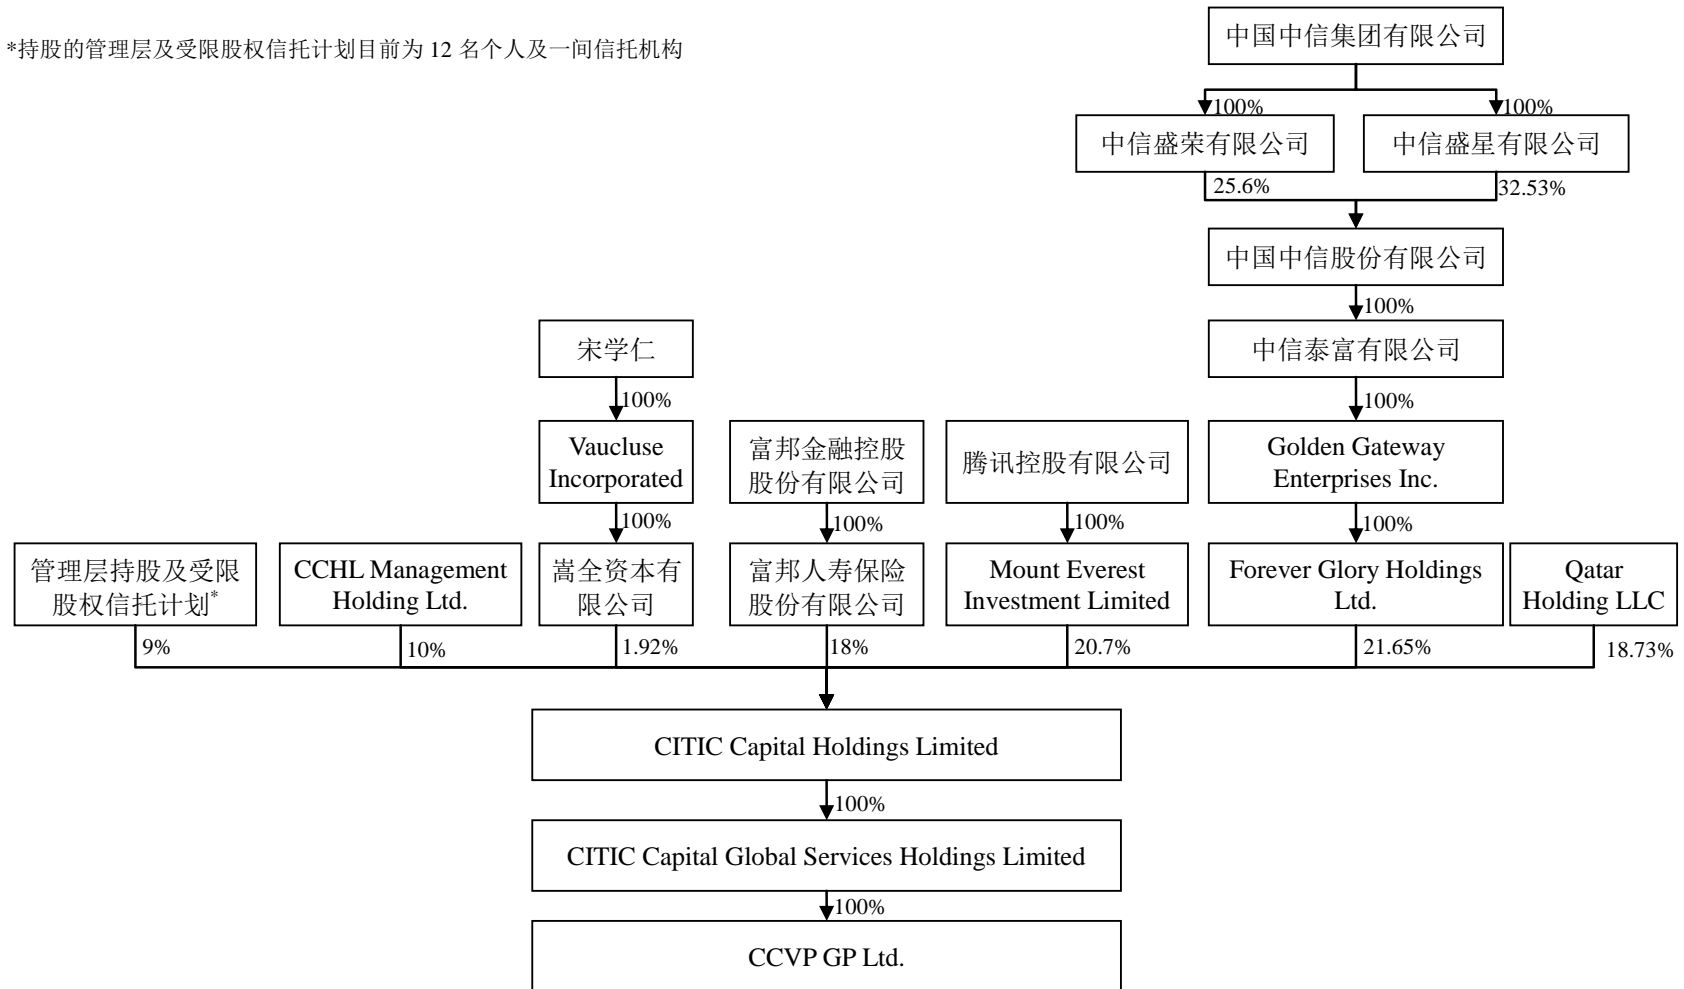 *持股的管理层及受限股权信托计划目前为 12 名个人及一间信托机构
中国中信集团有限公司
100%
100%
中信盛荣有限公司
中信盛星有限公司
25.6%
32.53%
中国中信股份有限公司
100%
宋学仁
中信泰富有限公司
100%
100%
Vaucluse
Incorporated
富邦金融控股
股份有限公司
腾讯控股有限公司
Golden Gateway
Enterprises Inc.
100%
100%
100%
100%
管理层持股及受限
股权信托计划*
CCHL Management
Holding Ltd.
嵩全资本有
限公司
富邦人寿保险
股份有限公司
Mount Everest
Investment Limited
Forever Glory Holdings
Ltd.
Qatar
Holding LLC
9%
10%
1.92%
18%
20.7%
21.65%
18.73%
CITIC Capital Holdings Limited
100%
CITIC Capital Global Services Holdings Limited
100%
CCVP GP Ltd.